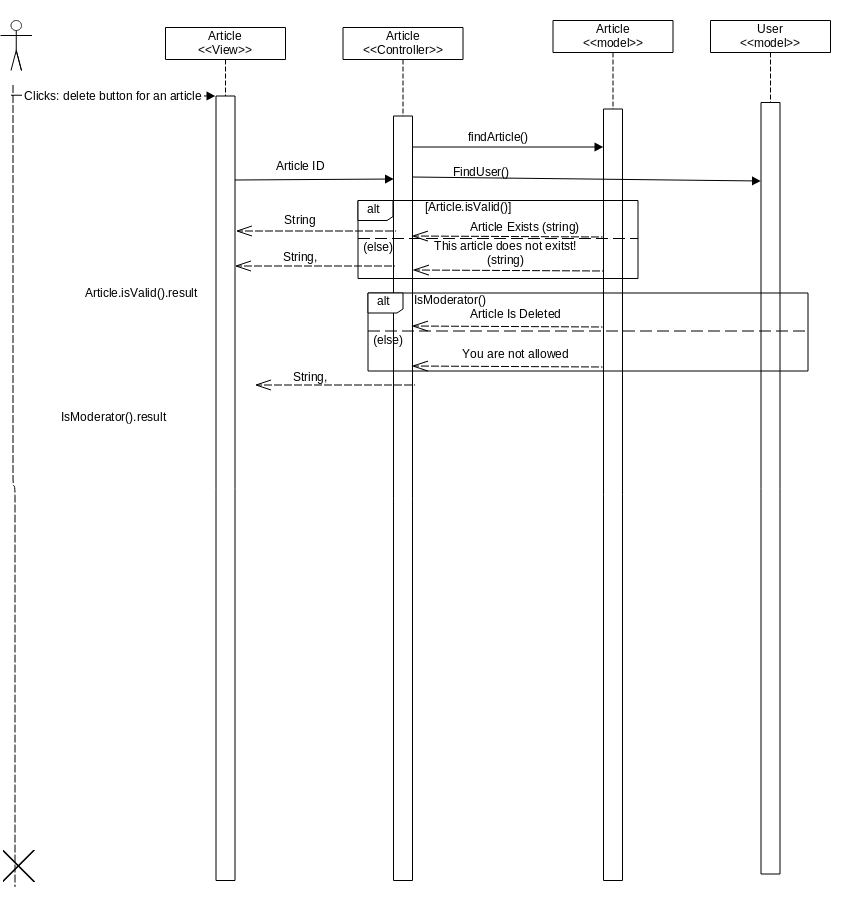 Article
<<View>>
Article
<<Controller>>
Article
<<model>>
User
<<model>>
Clicks: delete button for an article
findArticle()
Article ID
FindUser()
alt
[Article.isValid()]
String
Article Exists (string)
(else)
This article does not exitst!
(string)
String,
Article.isValid().result
alt
IsModerator()
Article Is Deleted
(else)
You are not allowed
String,
IsModerator().result